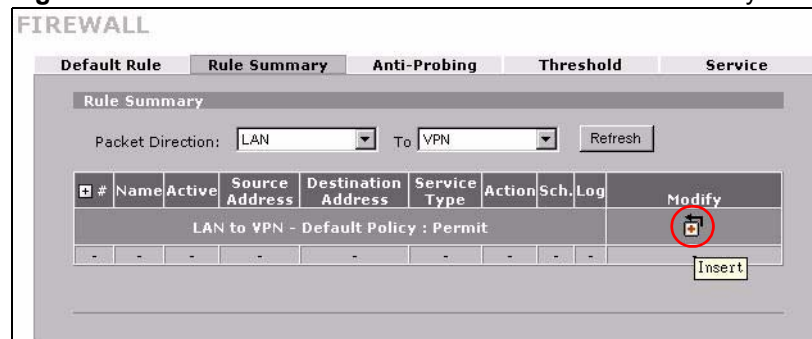 FIREWALL
Default Rule Rule Summary Anti-Probing Threshold Service
Rule Summary
Packet Direction: LAN To VPN Refresh
# Name Active Source Address Destination Address Service Type Action Sch. Log Modify
LAN to VPN - Default Policy : Permit
- - - - - - - - - -
Insert